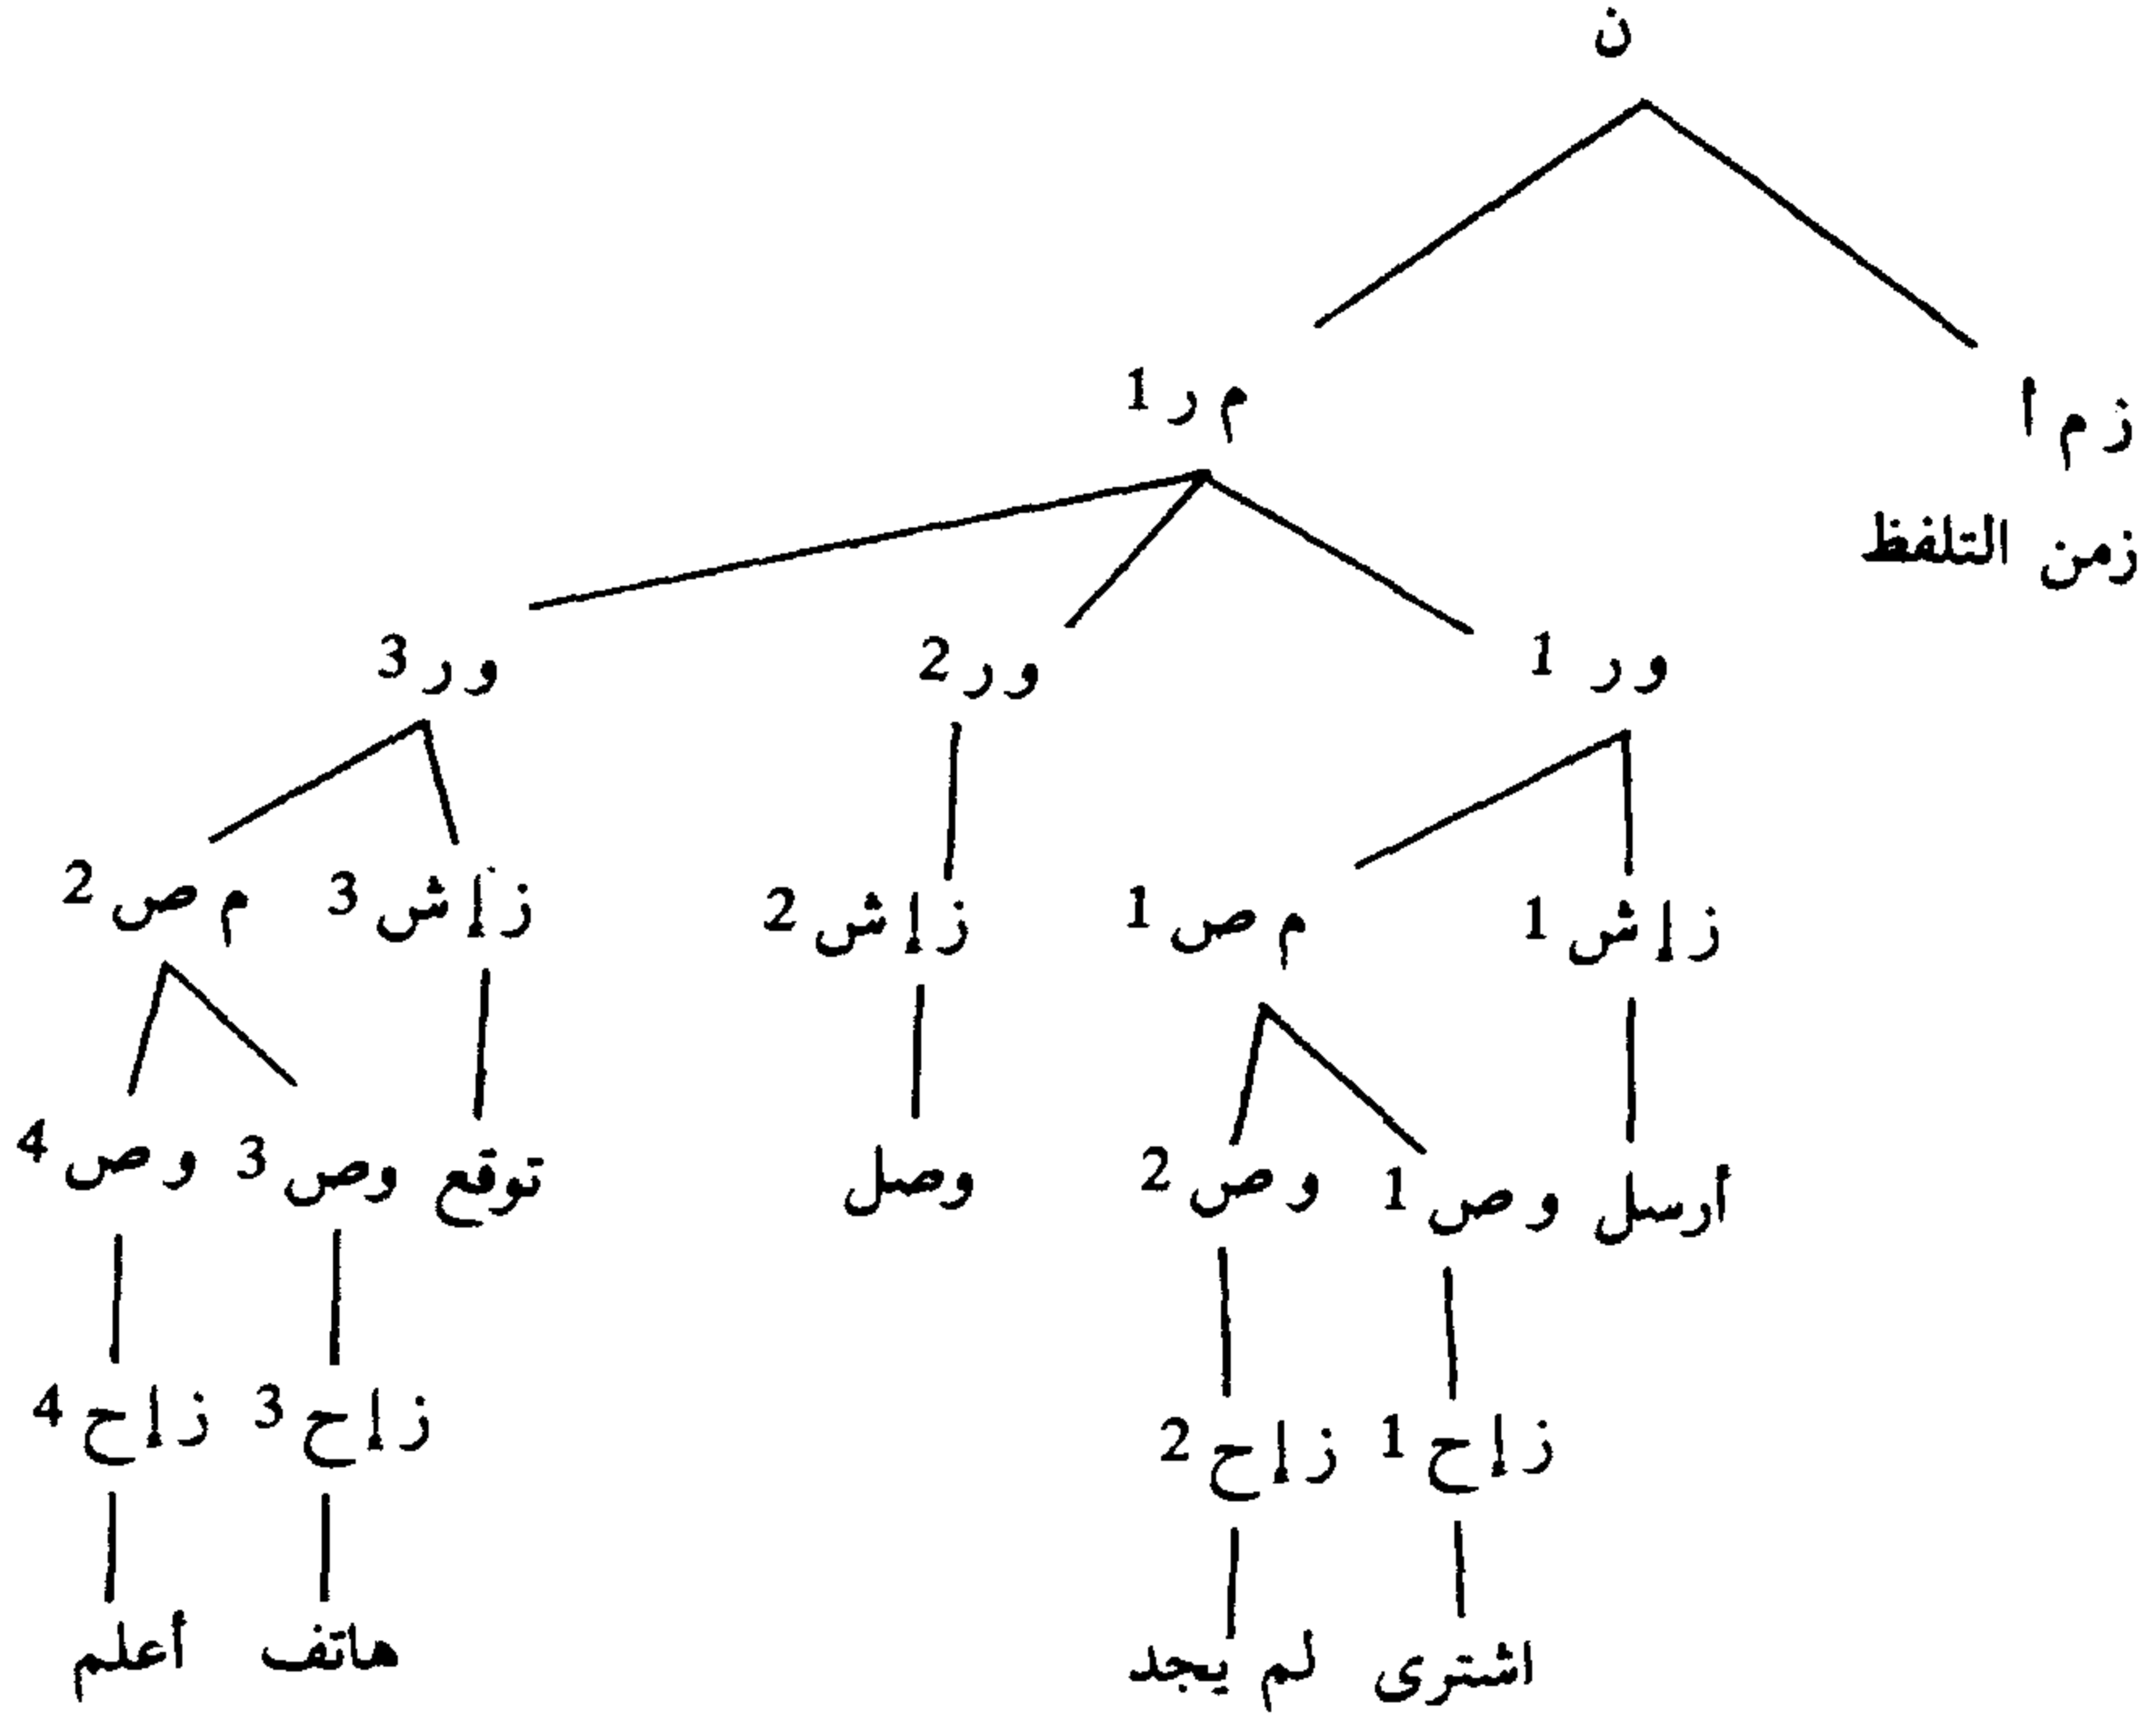 ن
م ر 1
ز م أ
زمن التلفظ
و ر 1
و ر 2
و ر 3
ز إ ش 1
م ص 1
ز إ ش 2
ز إ ش 3
م ص 2
أرسل
و ص 1
و ص 2
وصل
توقع
و ص 3
و ص 4
ز إ ح 1
ز إ ح 2
ز إ ح 3
ز إ ح 4
اشترى
لم يجد
هاتف
أعلم